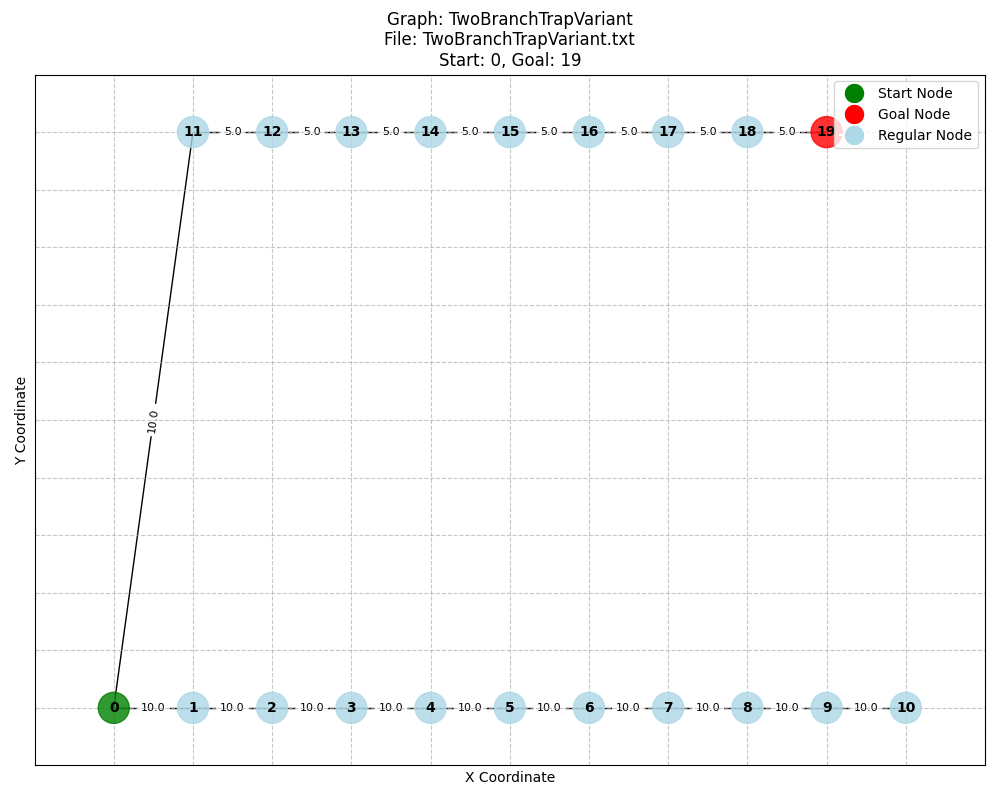 Graph: TwoBranchTrapVariant
File: TwoBranchTrapVariant.txt
Start: 0, Goal: 19
Start Node
Goal Node
Regular Node
11 5.0 12 5.0 13 5.0 14 5.0 15 5.0 16 5.0 17 5.0 18 5.0 19
10.0
Y Coordinate
0 10.0 1 10.0 2 10.0 3 10.0 4 10.0 5 10.0 6 10.0 7 10.0 8 10.0 9 10.0 10
X Coordinate